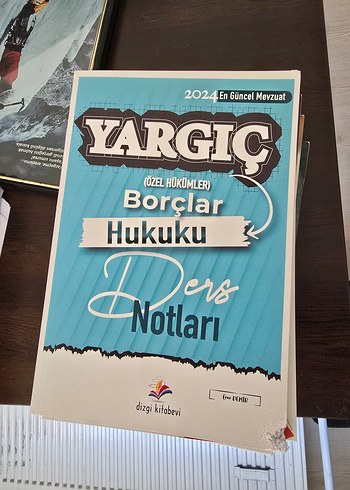 2024 En Güncel Mevzuat
YARGIÇ
(ÖZEL HÜKÜMLER)
Borçlar
Hukuku
Ders
Notları
dizgi kitabevi